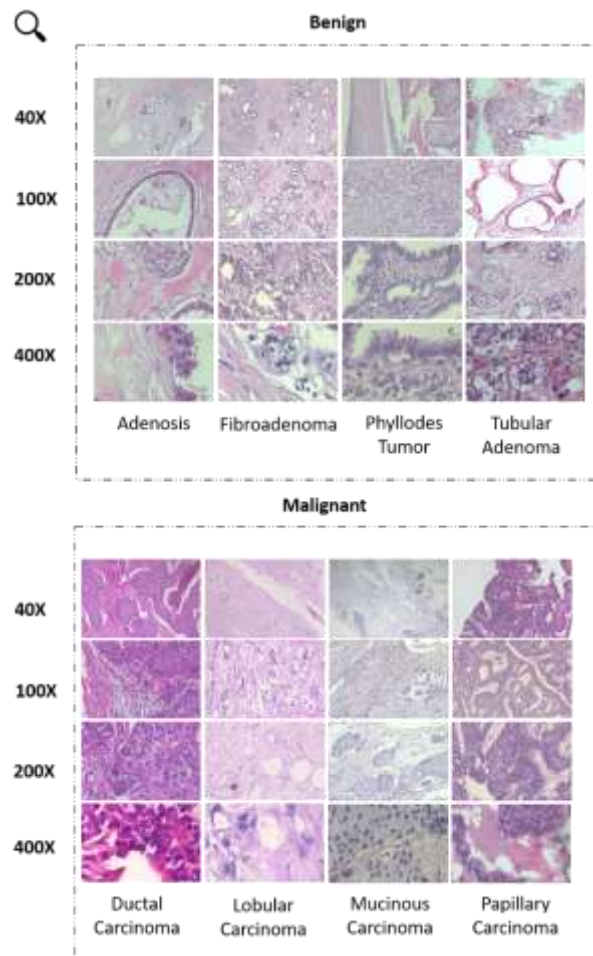 Benign
40X
100X
200X
400X
Adenosis
Fibroadenoma
Phyllodes
Tumor
Tubular
Adenoma
Malignant
40X
100X
200X
400X
Ductal
Carcinoma
Lobular
Carcinoma
Mucinous
Carcinoma
Papillary
Carcinoma